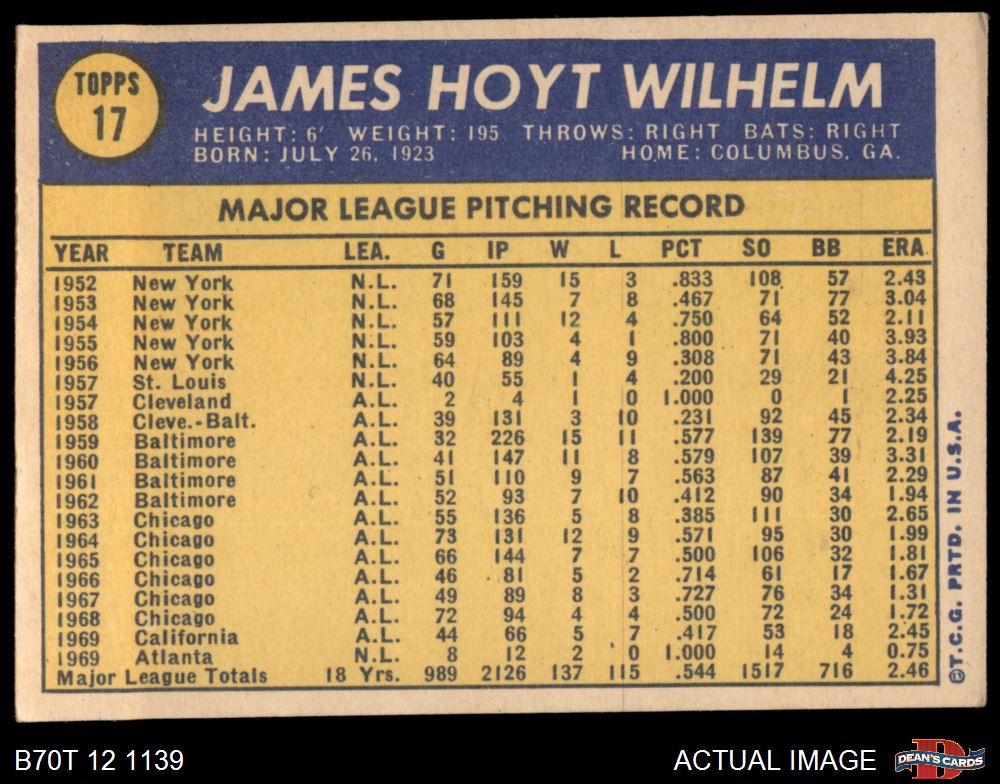 TOPPS
17
JAMES HOYT WILHELM
HEIGHT: 6' WEIGHT: 195 THROWS: RIGHT BATS: RIGHT
BORN: JULY 26, 1923 HOME: COLUMBUS, GA.
MAJOR LEAGUE PITCHING RECORD
YEAR TEAM LEA. G IP W L PCT SO BB ERA
1952 New York N.L. 71 159 15 3 .833 108 57 2.43
1953 New York N.L. 68 145 7 8 .467 71 77 3.04
1954 New York N.L. 57 111 12 4 .750 64 52 2.11
1955 New York N.L. 59 103 4 1 .800 71 40 3.93
1956 New York N.L. 64 89 4 9 .308 71 43 3.84
1957 St. Louis N.L. 40 55 1 4 .200 29 21 4.25
1957 Cleveland A.L. 2 4 1 0 1.000 0 1 2.25
1958 Cleve.-Balt. A.L. 39 131 3 10 .231 92 45 2.34
1959 Baltimore A.L. 32 226 15 11 .577 139 77 2.19
1960 Baltimore A.L. 41 147 11 8 .579 107 39 3.31
1961 Baltimore A.L. 51 110 9 7 .563 87 41 2.29
1962 Baltimore A.L. 52 93 7 10 .412 90 34 1.94
1963 Chicago A.L. 55 136 5 8 .385 111 30 2.65
1964 Chicago A.L. 73 131 12 9 .571 95 30 1.99
1965 Chicago A.L. 66 144 7 7 .500 106 32 1.81
1966 Chicago A.L. 46 81 5 2 .714 61 17 1.67
1967 Chicago A.L. 49 89 8 3 .727 76 34 1.31
1968 Chicago A.L. 72 94 4 4 .500 72 24 1.72
1969 California A.L. 44 66 5 7 .417 53 18 2.45
1969 Atlanta N.L. 8 12 2 0 1.000 14 4 0.75
Major League Totals 18 Yrs. 989 2126 137 115 .544 1517 716 2.46
©T.C.G. PRTD. IN U.S.A.
B70T 12 1139
ACTUAL IMAGE
D
DEAN'S CARDS